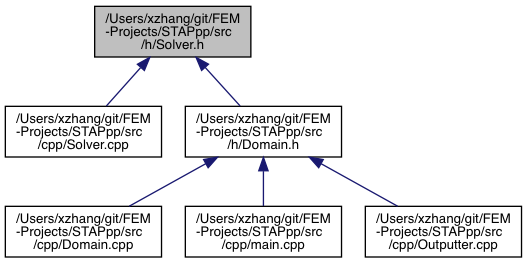 /Users/xzhang/git/FEM
-Projects/STAPpp/src
/h/Solver.h
/Users/xzhang/git/FEM
-Projects/STAPpp/src
/cpp/Solver.cpp
/Users/xzhang/git/FEM
-Projects/STAPpp/src
/h/Domain.h
/Users/xzhang/git/FEM
-Projects/STAPpp/src
/cpp/Domain.cpp
/Users/xzhang/git/FEM
-Projects/STAPpp/src
/cpp/main.cpp
/Users/xzhang/git/FEM
-Projects/STAPpp/src
/cpp/Outputter.cpp